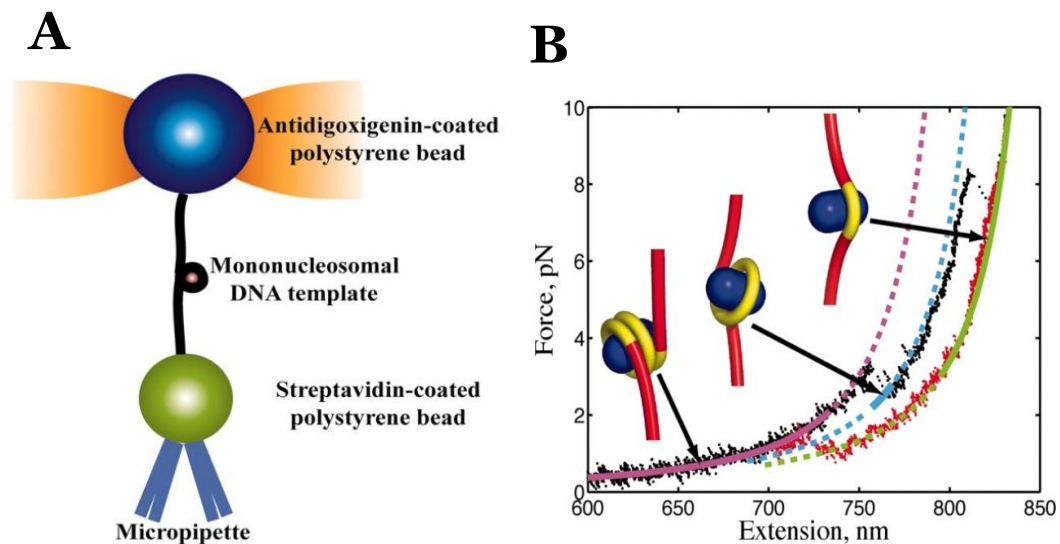 A
Antidigoxigenin-coated
polystyrene bead
Mononucleosomal
DNA template
Streptavidin-coated
polystyrene bead
Micropipette
B
Force, pN
10
8
6
4
2
0
600 650 700 750 800 850
Extension, nm